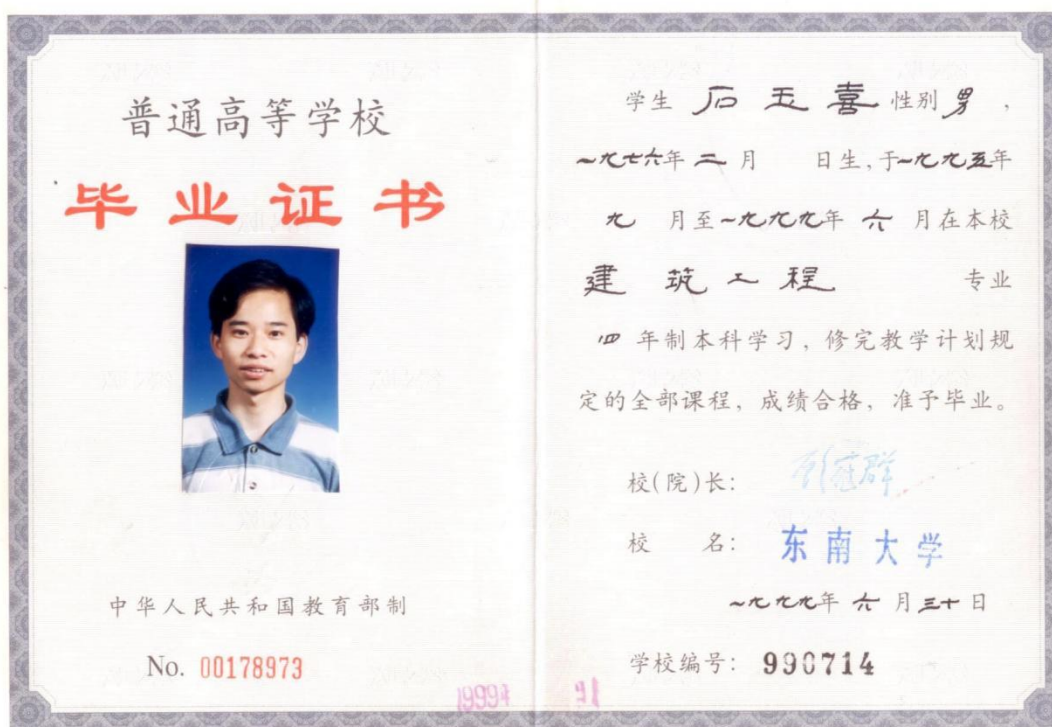 普通高等学校
毕业证书
中华人民共和国教育部制
No. 00178973
学生 石玉喜 性别 男，
一九七六年 二 月 日生，于一九九五年
九 月至一九九九年 六 月在本校
建筑工程 专业
四 年制本科学习，修完教学计划规
定的全部课程，成绩合格，准予毕业。
校(院)长：
校 名：东南大学
一九九九年 六 月三十日
学校编号：990714